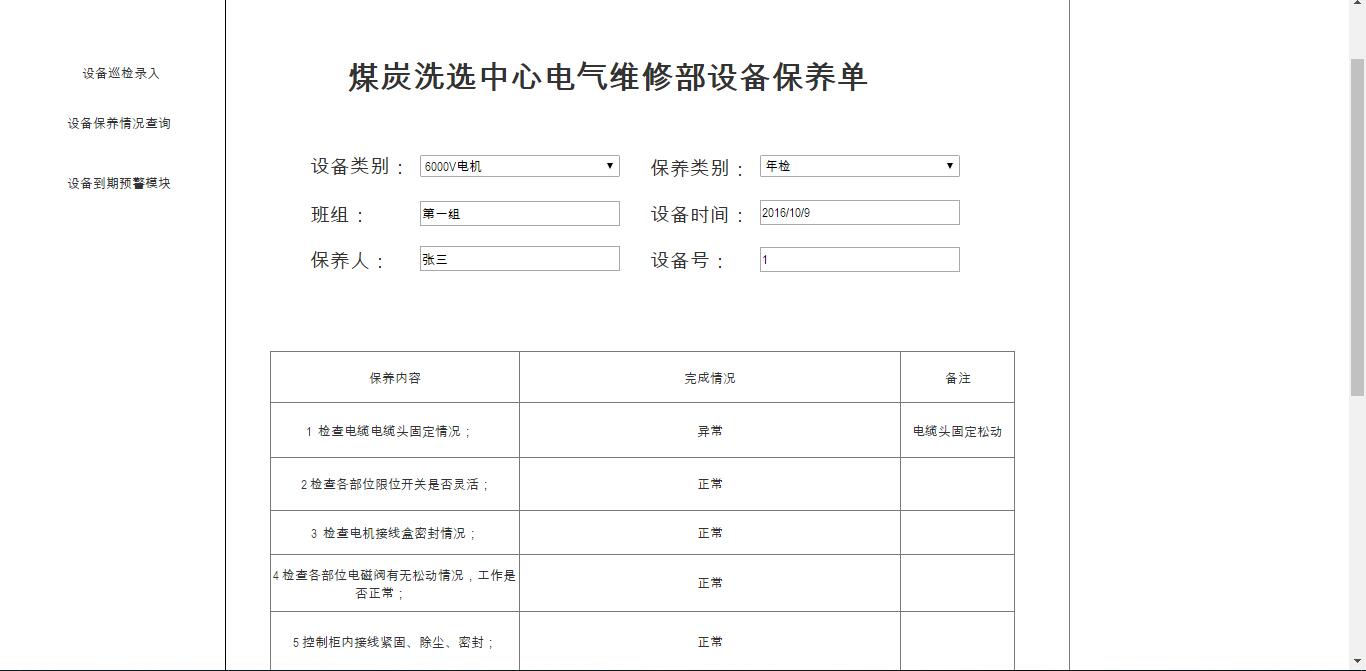 设备巡检录入
设备保养情况查询
设备到期预警模块
煤炭洗选中心电气维修部设备保养单
设备类别： 6000V电机 保养类别： 年检
班组： 第一组 设备时间： 2016/10/9
保养人： 张三 设备号： 1
保养内容 完成情况 备注
1 检查电缆电缆头固定情况； 异常 电缆头固定松动
2 检查各部位限位开关是否灵活； 正常
3 检查电机接线盒密封情况； 正常
4 检查各部位电磁阀有无松动情况，工作是
否正常； 正常
5 控制柜内接线紧固、除尘、密封； 正常